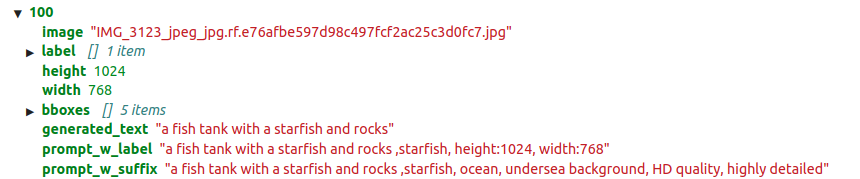 100
image "IMG_3123_jpeg_jpg.rf.e76afbe597d98c497fcf2ac25c3d0fc7.jpg"
label [] 1 item
height 1024
width 768
bboxes [] 5 items
generated_text "a fish tank with a starfish and rocks"
prompt_w_label "a fish tank with a starfish and rocks ,starfish, height:1024, width:768"
prompt_w_suffix "a fish tank with a starfish and rocks ,starfish, ocean, undersea background, HD quality, highly detailed"